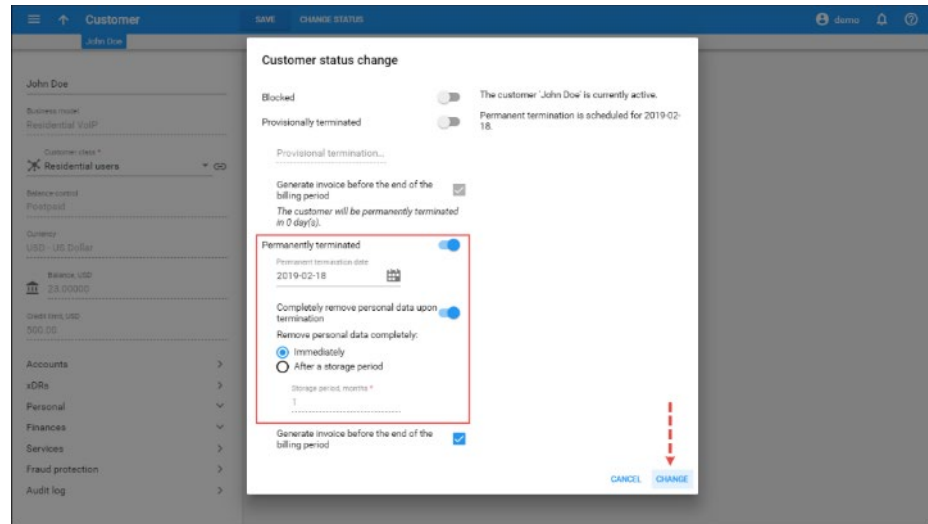 Customer
SAVE
CHANGE STATUS
demo
John Doe
John Doe
Business model
Residential VoIP
Customer class *
Residential users
Balance control
Postpaid
Currency
USD - US Dollar
Balance, USD
23.00000
Credit limit, USD
500.00
Accounts
xDRs
Personal
Finances
Services
Fraud protection
Audit log
Customer status change
Blocked
The customer 'John Doe' is currently active.
Provisionally terminated
Permanent termination is scheduled for 2019-02-
18.
Provisional termination...
Generate invoice before the end of the
billing period
The customer will be permanently terminated
in 0 day(s).
Permanently terminated
Permanent termination date
2019-02-18
Completely remove personal data upon
termination
Remove personal data completely:
Immediately
After a storage period
Storage period, months *
1
Generate invoice before the end of the
billing period
CANCEL
CHANGE